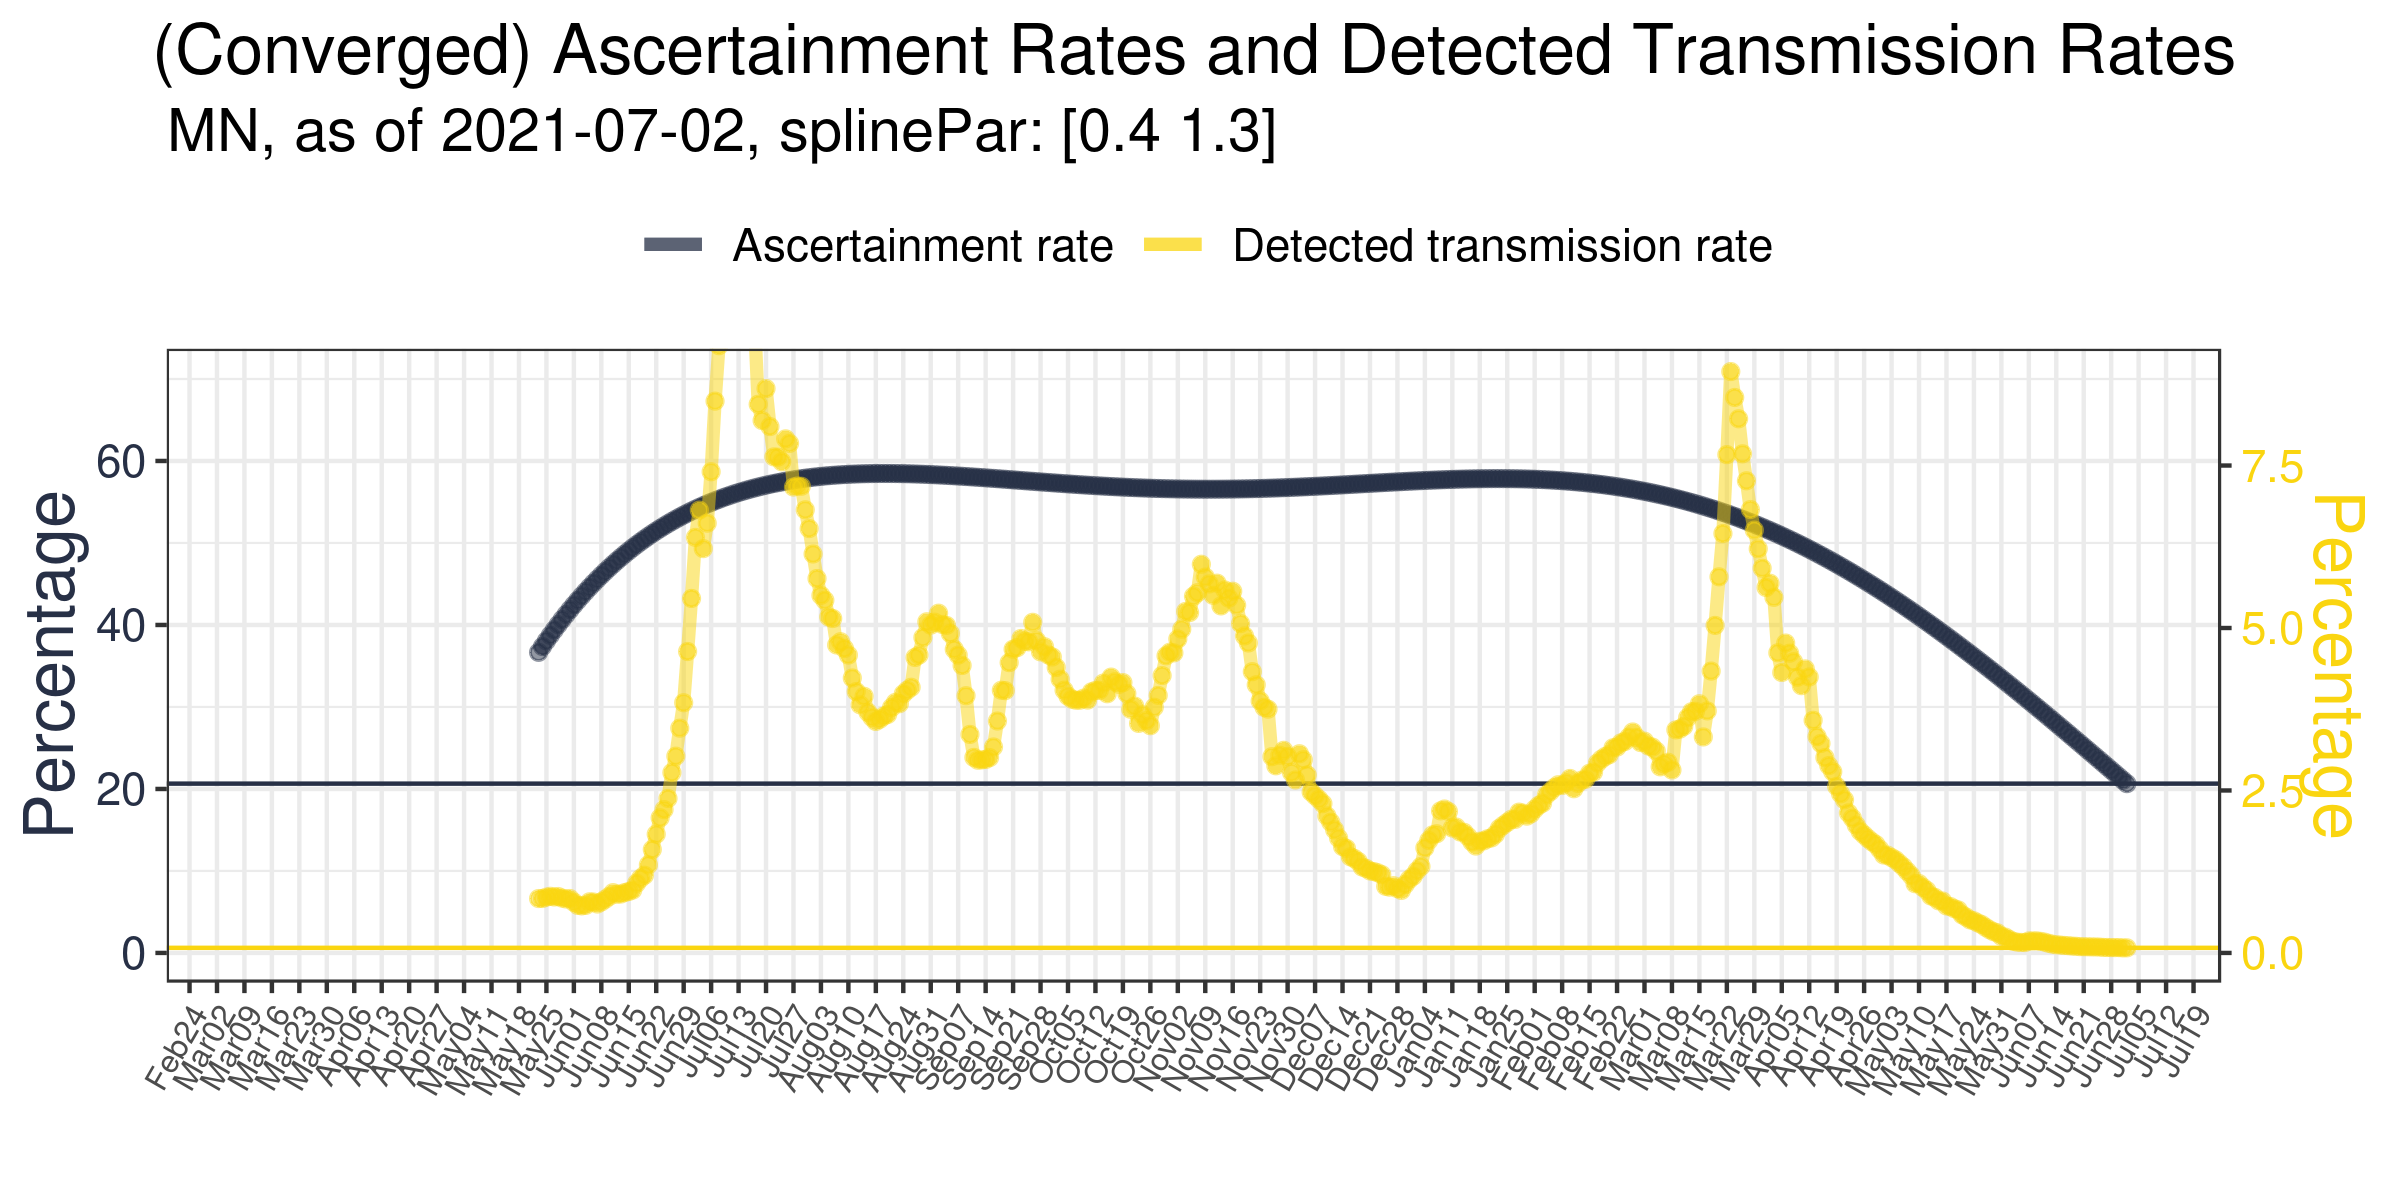 (Converged) Ascertainment Rates and Detected Transmission Rates
MN, as of 2021-07-02, splinePar: [0.4 1.3]
Ascertainment rate
Detected transmission rate
Percentage
60
40
20
0
7.5
5.0
2.5
0.0
Percentage
Feb24
Mar02
Mar09
Mar16
Mar23
Mar30
Apr06
Apr13
Apr20
Apr27
May04
May11
May18
May25
Jun01
Jun08
Jun15
Jun22
Jun29
Jul06
Jul13
Jul20
Jul27
Aug03
Aug10
Aug17
Aug24
Aug31
Sep07
Sep14
Sep21
Sep28
Oct05
Oct12
Oct19
Oct26
Nov02
Nov09
Nov16
Nov23
Nov30
Dec07
Dec14
Dec21
Dec28
Jan04
Jan11
Jan18
Jan25
Feb01
Feb08
Feb15
Feb22
Mar01
Mar08
Mar15
Mar22
Mar29
Apr05
Apr12
Apr19
Apr26
May03
May10
May17
May24
May31
Jun07
Jun14
Jun21
Jun28
Jul05
Jul12
Jul19